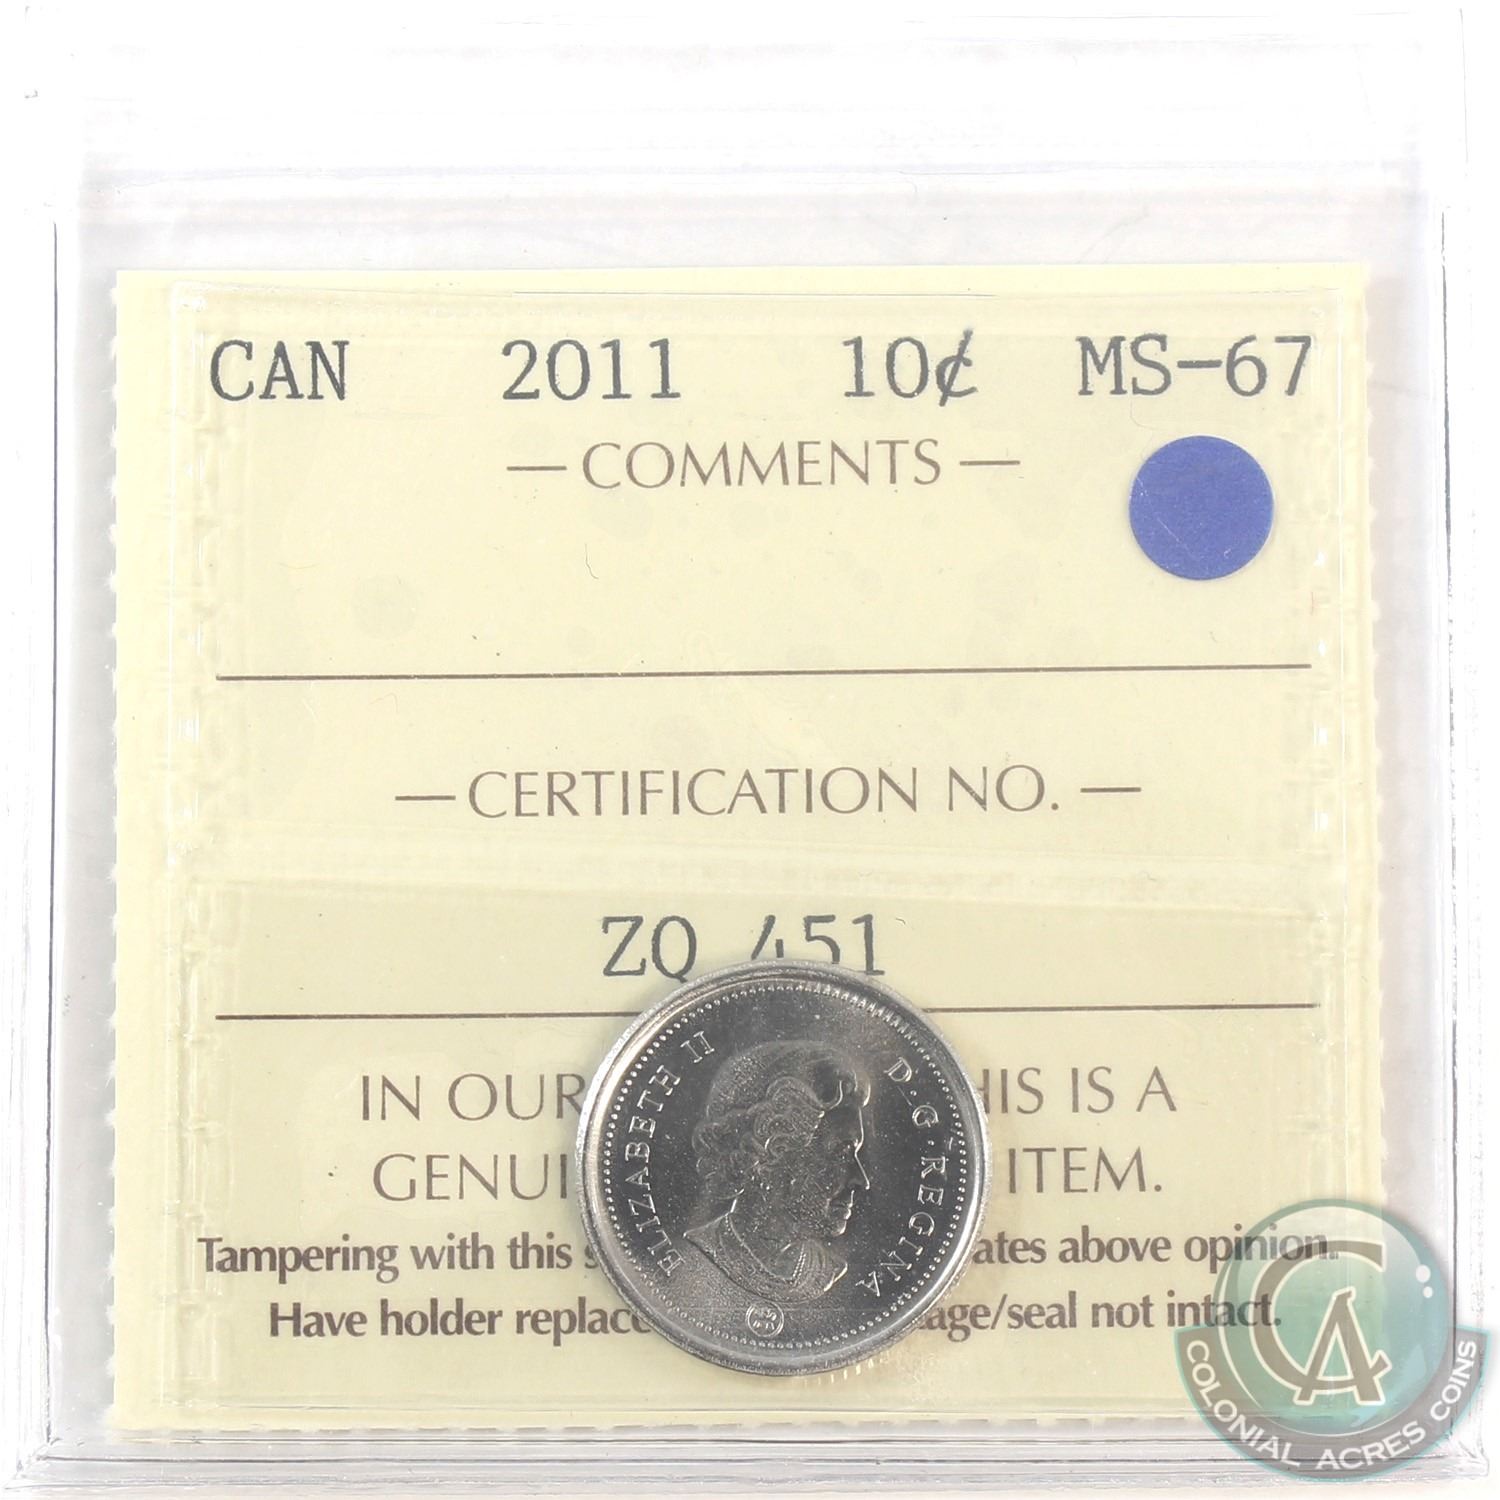 CAN 2011 10¢ MS-67
— COMMENTS —
— CERTIFICATION NO. —
ZQ 451
IN OUR HIS IS A
GENUI ITEM.
Tampering with this s ates above opinion.
Have holder replace age/seal not intact.
ELIZABETH II D·G·REGINA
CA
COLONIAL ACRES COINS